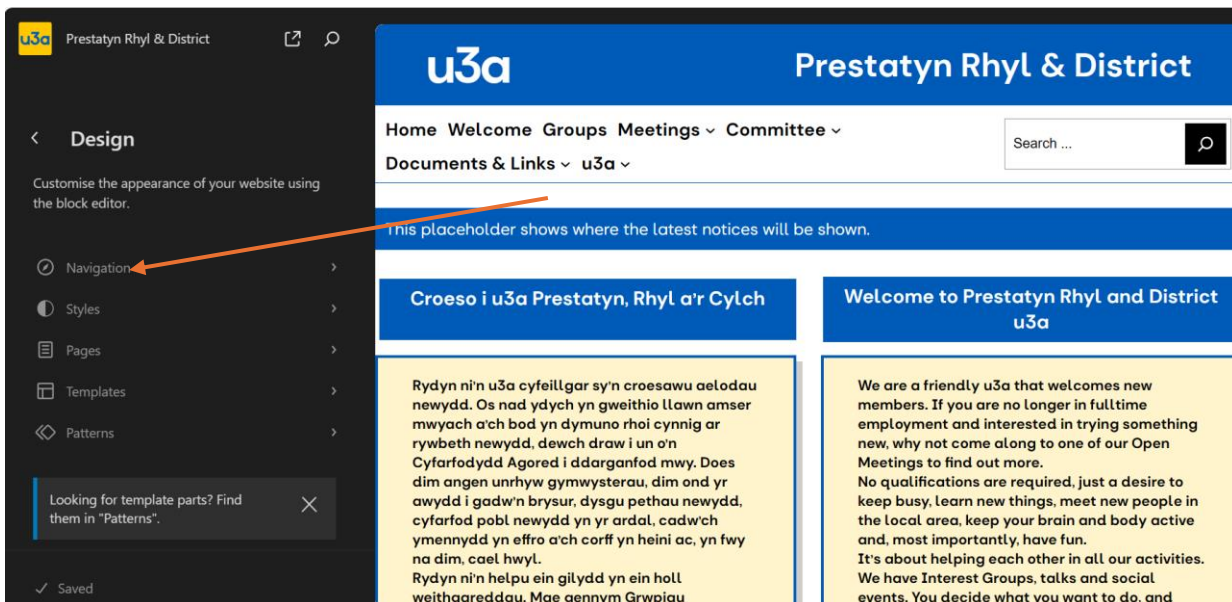 u3a Prestatyn Rhyl & District
Design
Customise the appearance of your website using
the block editor.
Navigation
Styles
Pages
Templates
Patterns
Looking for template parts? Find
them in "Patterns".
Saved
u3a
Prestatyn Rhyl & District
Home Welcome Groups Meetings Committee
Documents & Links u3a
Search ...
This placeholder shows where the latest notices will be shown.
Croeso i u3a Prestatyn, Rhyl a'r Cylch
Rydyn ni'n u3a cyfeillgar sy'n croesawu aelodau
newydd. Os nad ydych yn gweithio llawn amser
mwyach a'ch bod yn dymuno rhoi cynnig ar
rywbeth newydd, dewch draw i un o'n
Cyfarfodydd Agored i ddarganfod mwy. Does
dim angen unrhyw gymwysterau, dim ond yr
awydd i gadw'n brysur, dysgu pethau newydd,
cyfarfod pobl newydd yn yr ardal, cadw'ch
ymennydd yn effro a'ch corff yn heini ac, yn fwy
na dim, cael hwyl.
Rydyn ni'n helpu ein gilydd yn ein holl
weithgareddau. Mae gennym Grwpiau
Welcome to Prestatyn Rhyl and District
u3a
We are a friendly u3a that welcomes new
members. If you are no longer in fulltime
employment and interested in trying something
new, why not come along to one of our Open
Meetings to find out more.
No qualifications are required, just a desire to
keep busy, learn new things, meet new people in
the local area, keep your brain and body active
and, most importantly, have fun.
It's about helping each other in all our activities.
We have Interest Groups, talks and social
events. You decide what you want to do, and